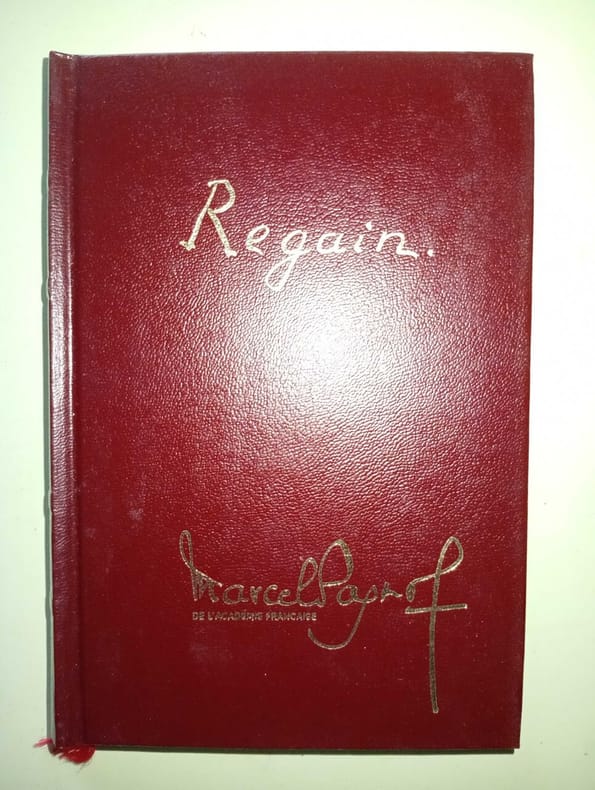 Regain.
Marcel Pagnol
DE L'ACADÉMIE FRANÇAISE